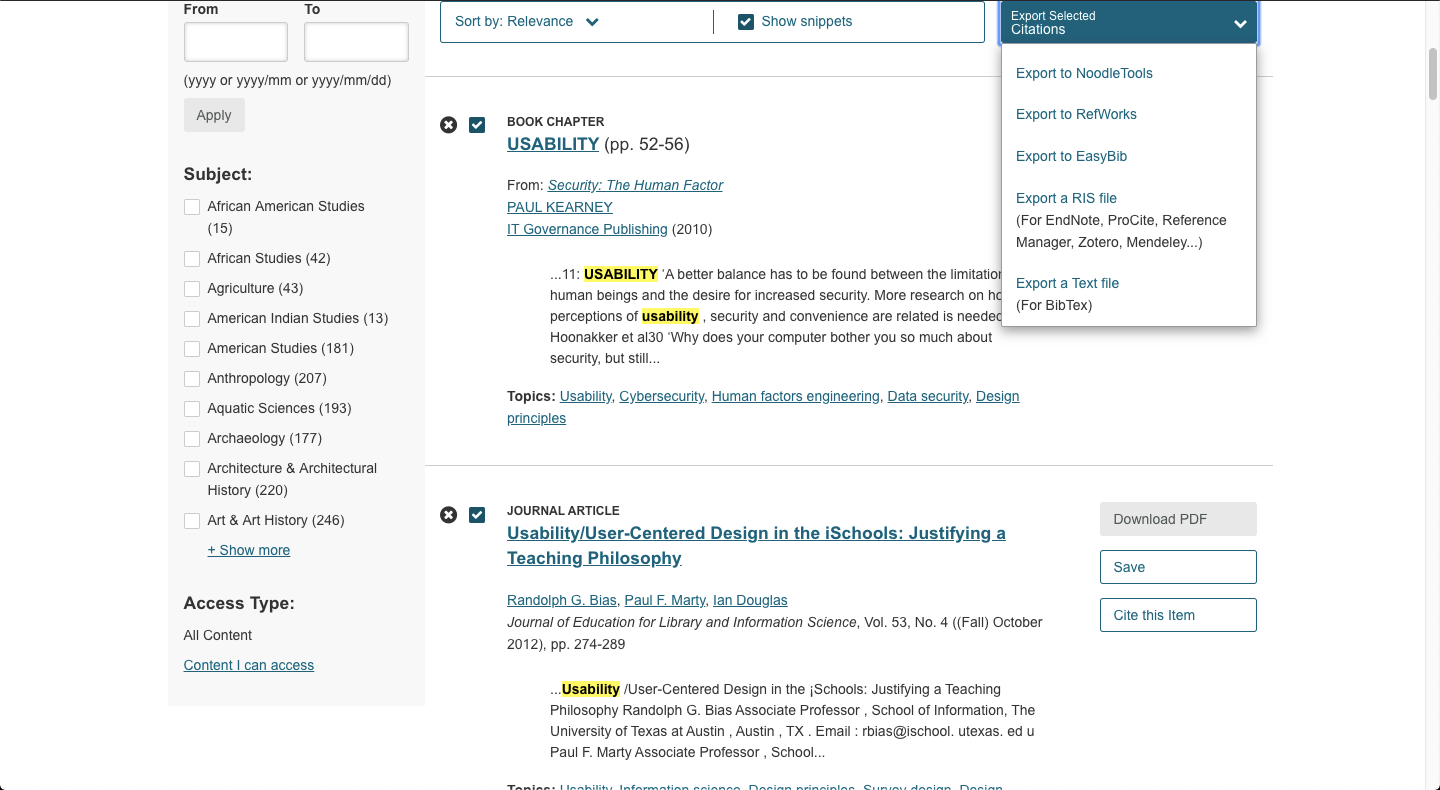 From To
(yyyy or yyyy/mm or yyyy/mm/dd)
Apply
Subject:
African American Studies
(15)
African Studies (42)
Agriculture (43)
American Indian Studies (13)
American Studies (181)
Anthropology (207)
Aquatic Sciences (193)
Archaeology (177)
Architecture & Architectural
History (220)
Art & Art History (246)
+ Show more
Access Type:
All Content
Content I can access
Sort by: Relevance
Show snippets
Export Selected
Citations
Export to NoodleTools
Export to RefWorks
Export to EasyBib
Export a RIS file
(For EndNote, ProCite, Reference
Manager, Zotero, Mendeley...)
Export a Text file
(For BibTex)
BOOK CHAPTER
USABILITY (pp. 52-56)
From: Security: The Human Factor
PAUL KEARNEY
IT Governance Publishing (2010)
...11: USABILITY ‘A better balance has to be found between the
human beings and the desire for increased security. More research on
perceptions of usability , security and convenience are related is needed
Hoonakker et al30 ‘Why does your computer bother you so much about
security, but still...
Topics: Usability, Cybersecurity, Human factors engineering, Data security, Design
principles
JOURNAL ARTICLE
Usability/User-Centered Design in the iSchools: Justifying a
Teaching Philosophy
Randolph G. Bias, Paul F. Marty, Ian Douglas
Journal of Education for Library and Information Science, Vol. 53, No. 4 ((Fall) October
2012), pp. 274-289
...Usability /User-Centered Design in the ¡Schools: Justifying a Teaching
Philosophy Randolph G. Bias Associate Professor , School of Information, The
University of Texas at Austin , Austin , TX . Email : rbias@ischool. utexas. ed u
Paul F. Marty Associate Professor , School...
Topics: Usability, Information science, Design principles, Survey design, Design
Download PDF
Save
Cite this Item